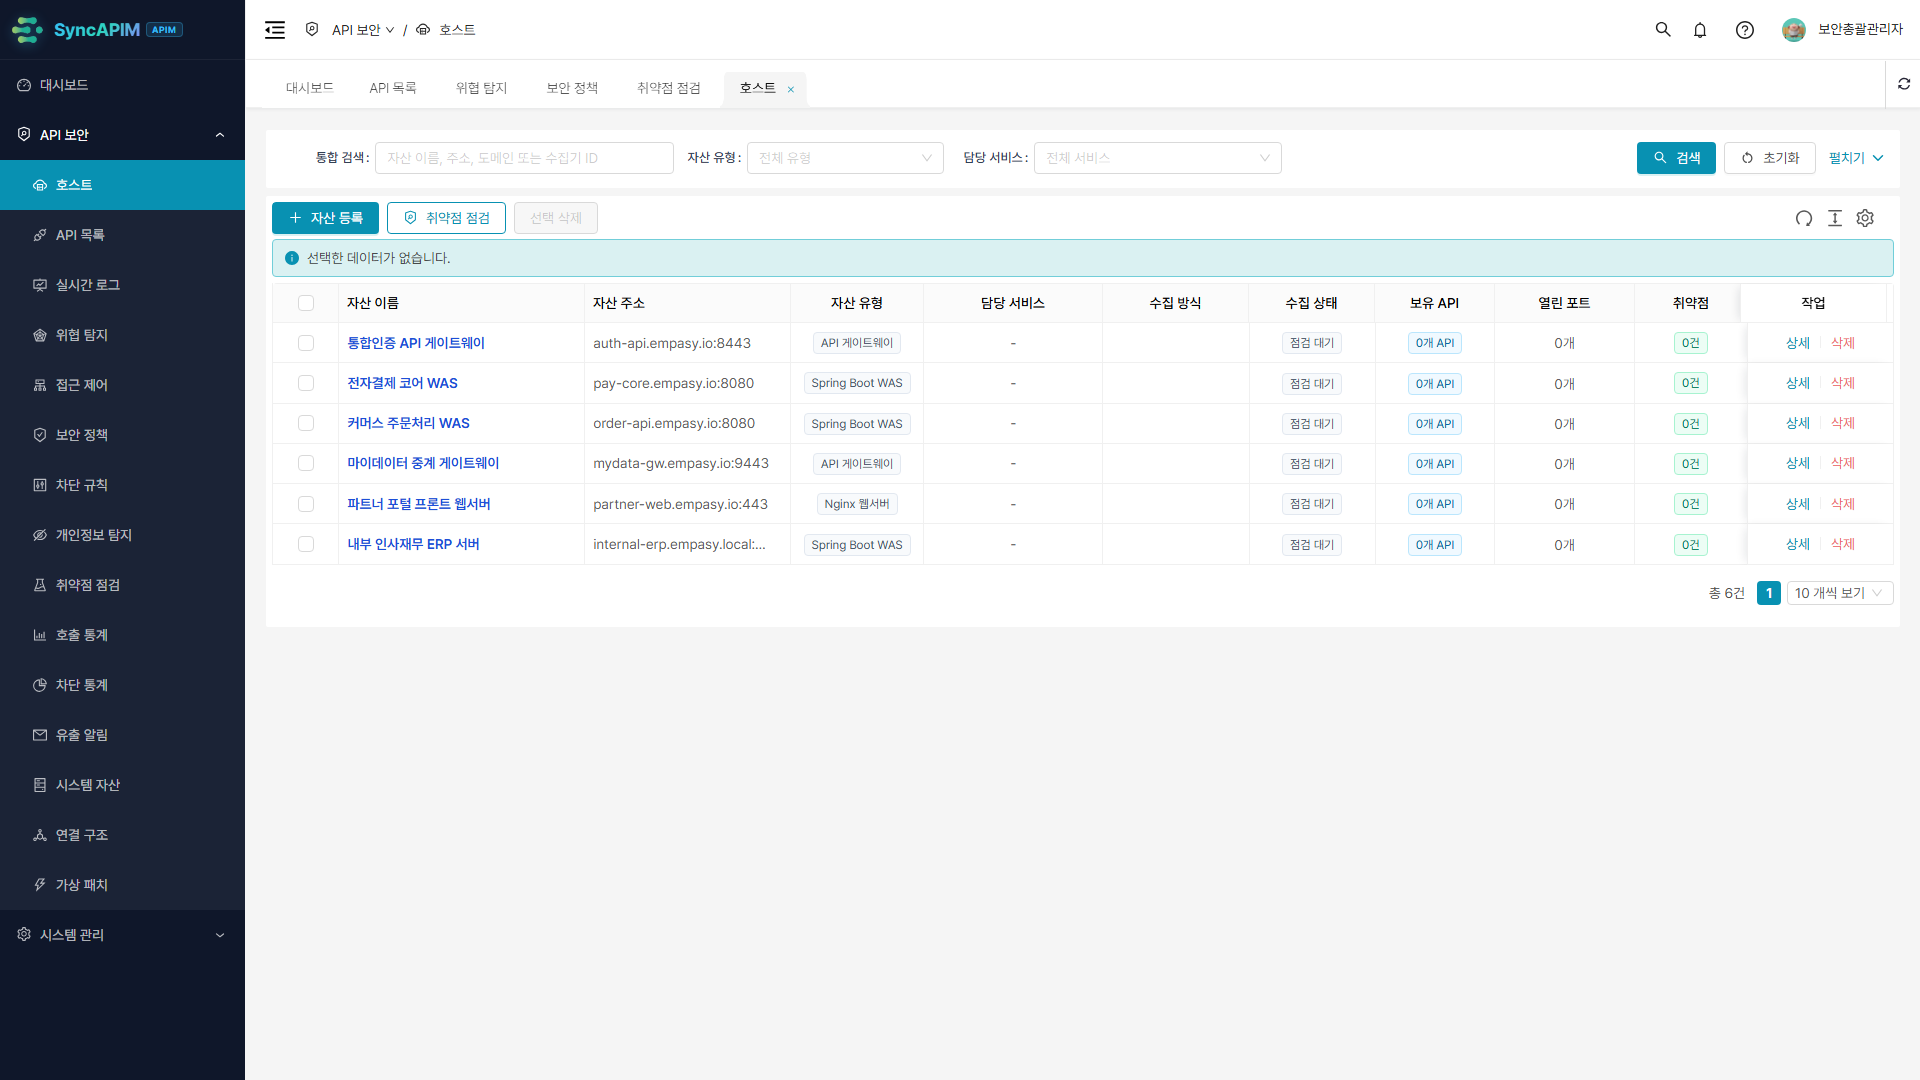 SyncAPIM APIM
대시보드
API 보안
호스트
API 목록
실시간 로그
위협 탐지
접근 제어
보안 정책
차단 규칙
개인정보 탐지
취약점 점검
호출 통계
차단 통계
유출 알림
시스템 자산
연결 구조
가상 패치
시스템 관리
API 보안 / 호스트
보안총괄관리자
대시보드 API 목록 위협 탐지 보안 정책 취약점 점검 호스트 ×
통합 검색 : 자산 이름, 주소, 도메인 또는 수집기 ID 자산 유형 : 전체 유형 담당 서비스 : 전체 서비스 검색 초기화 펼치기
자산 등록 취약점 점검 선택 삭제
선택한 데이터가 없습니다.
자산 이름 자산 주소 자산 유형 담당 서비스 수집 방식 수집 상태 보유 API 열린 포트 취약점 작업
통합인증 API 게이트웨이 auth-api.empasy.io:8443 API 게이트웨이 - 점검 대기 0개 API 0개 0건 상세 삭제
전자결제 코어 WAS pay-core.empasy.io:8080 Spring Boot WAS - 점검 대기 0개 API 0개 0건 상세 삭제
커머스 주문처리 WAS order-api.empasy.io:8080 Spring Boot WAS - 점검 대기 0개 API 0개 0건 상세 삭제
마이데이터 중계 게이트웨이 mydata-gw.empasy.io:9443 API 게이트웨이 - 점검 대기 0개 API 0개 0건 상세 삭제
파트너 포털 프론트 웹서버 partner-web.empasy.io:443 Nginx 웹서버 - 점검 대기 0개 API 0개 0건 상세 삭제
내부 인사재무 ERP 서버 internal-erp.empasy.local:... Spring Boot WAS - 점검 대기 0개 API 0개 0건 상세 삭제
총 6건 1 10 개씩 보기